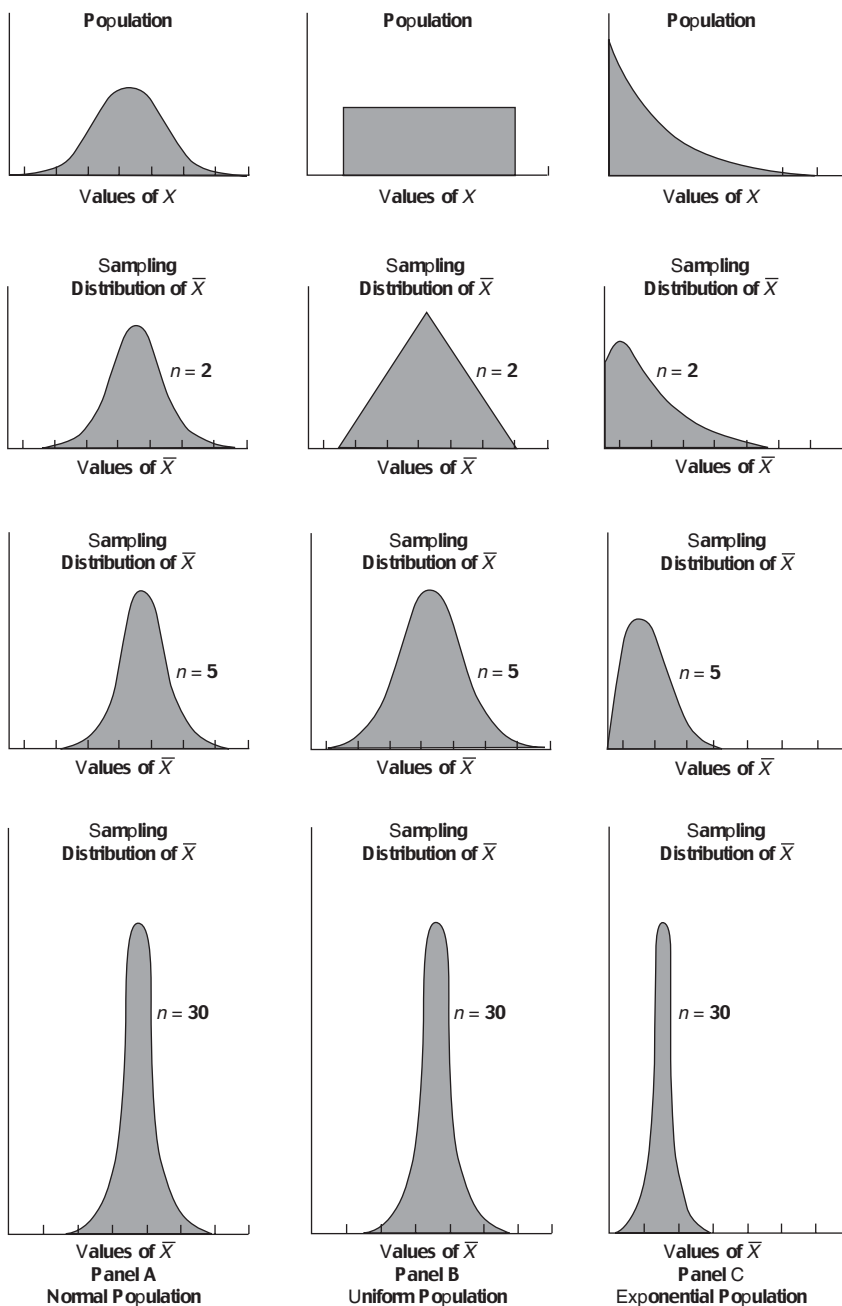 Population
Population
Population
Values of X
Values of X
Values of X
Sampling
Distribution of X̅
Sampling
Distribution of X̅
Sampling
Distribution of X̅
n = 2
n = 2
n = 2
Values of X̅
Values of X̅
Values of X̅
Sampling
Distribution of X̅
Sampling
Distribution of X̅
Sampling
Distribution of X̅
n = 5
n = 5
n = 5
Values of X̅
Values of X̅
Values of X̅
Sampling
Distribution of X̅
Sampling
Distribution of X̅
Sampling
Distribution of X̅
n = 30
n = 30
n = 30
Values of X̅
Panel A
Normal Population
Values of X̅
Panel B
Uniform Population
Values of X̅
Panel C
Exponential Population